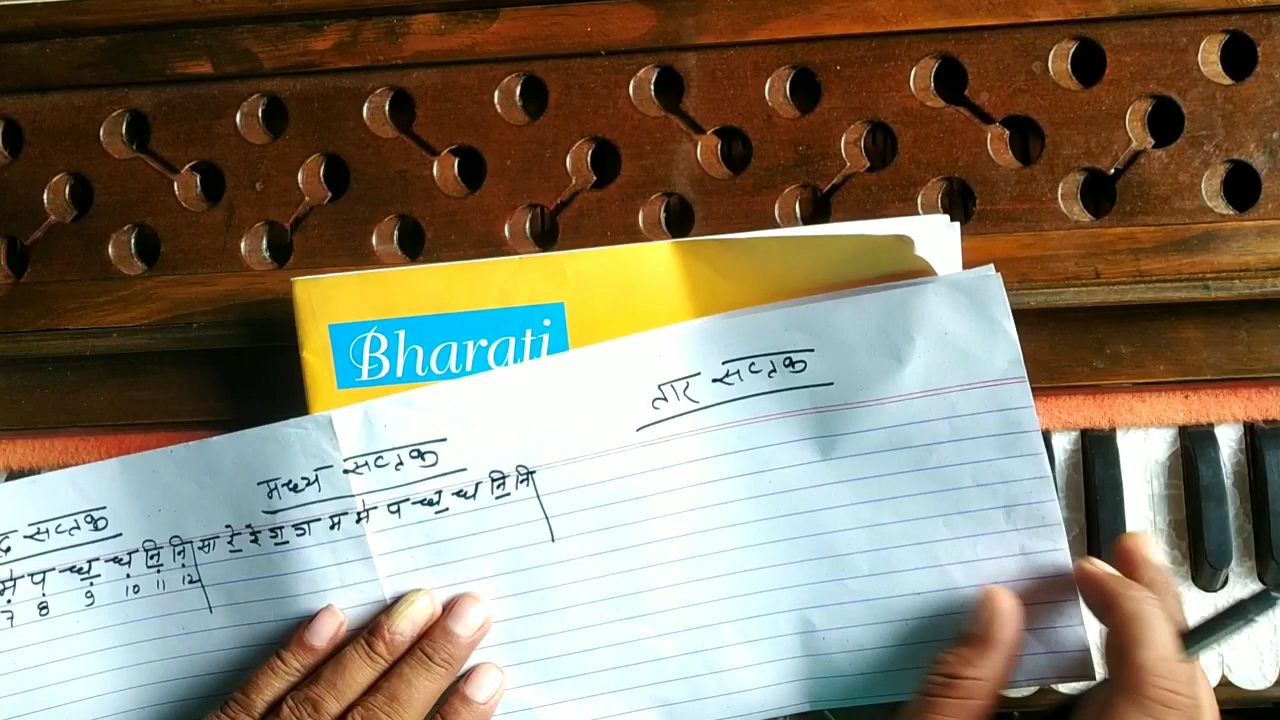 Bharati
तार सप्तक
मध्य सप्तक
सप्तक
सा रे॒ रे ग॒ ग म मे प ध॒ ध नि॒ नि
मे़ प़ ध़॒ ध़ नि़॒ नि़
7 8 9 10 11 12